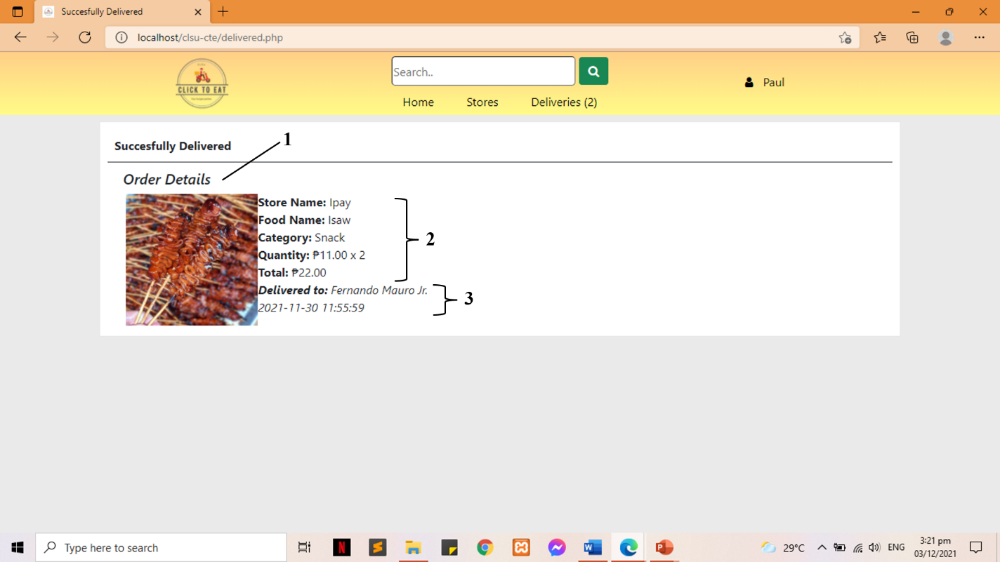 Succesfully Delivered
localhost/clsu-cte/delivered.php
CLICK TO EAT
Search..
Paul
Home Stores Deliveries (2)
Succesfully Delivered
1
Order Details
Store Name: Ipay
Food Name: Isaw
Category: Snack
Quantity: ₱11.00 x 2
Total: ₱22.00
2
Delivered to: Fernando Mauro Jr.
2021-11-30 11:55:59
3
Type here to search
29°C
ENG
3:21 pm
03/12/2021